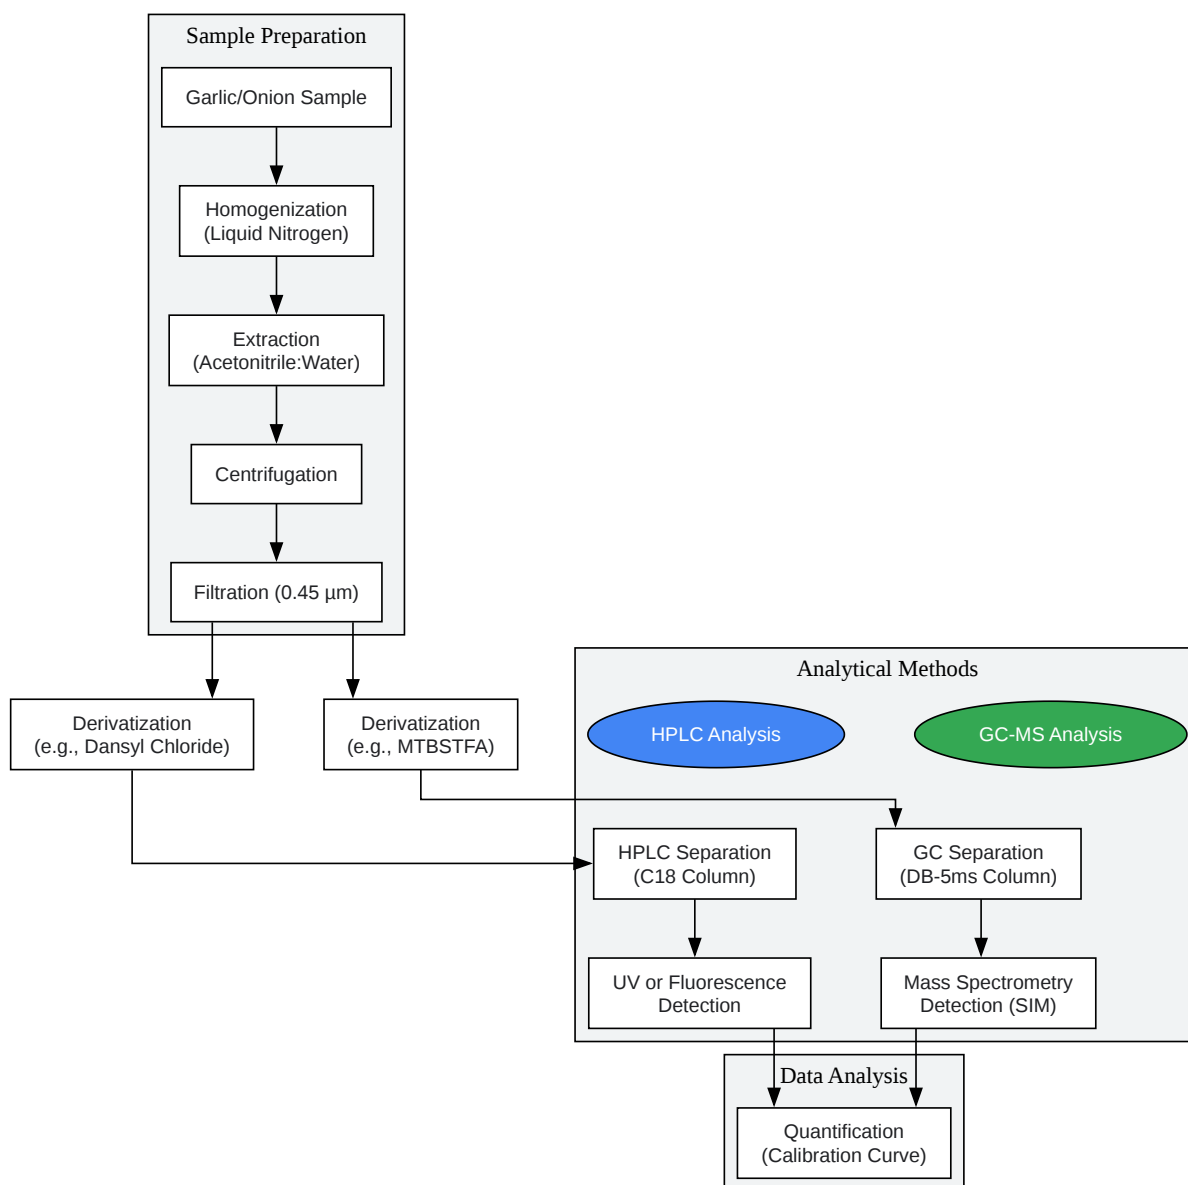 Sample Preparation
Garlic/Onion Sample
Homogenization
(Liquid Nitrogen)
Extraction
(Acetonitrile:Water)
Centrifugation
Filtration (0.45 µm)
Derivatization
(e.g., Dansyl Chloride)
Derivatization
(e.g., MTBSTFA)
Analytical Methods
HPLC Analysis
GC-MS Analysis
HPLC Separation
(C18 Column)
GC Separation
(DB-5ms Column)
UV or Fluorescence
Detection
Mass Spectrometry
Detection (SIM)
Data Analysis
Quantification
(Calibration Curve)